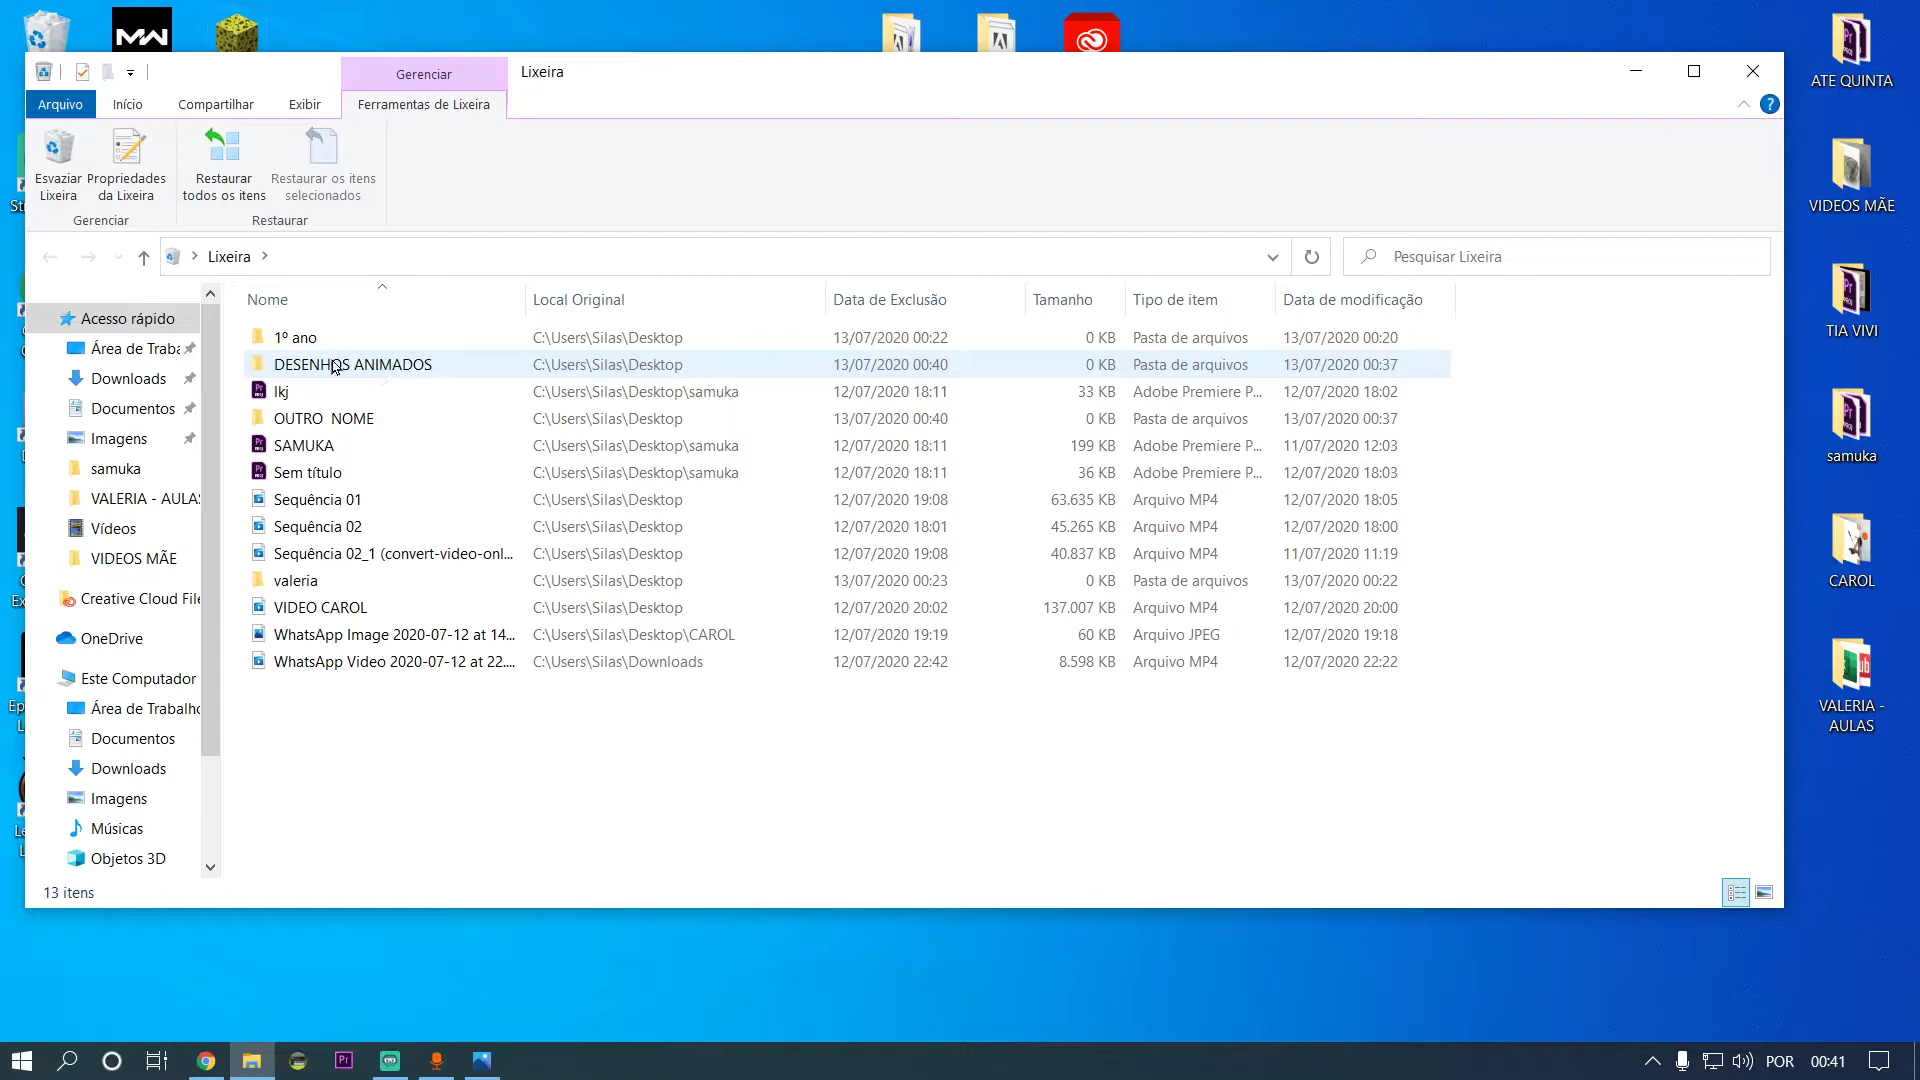 Gerenciar
Lixeira
Arquivo
Início
Compartilhar
Exibir
Ferramentas de Lixeira
Esvaziar
Lixeira
Propriedades
da Lixeira
Restaurar
todos os itens
Restaurar os itens
selecionados
Gerenciar
Restaurar
Lixeira
Pesquisar Lixeira
Acesso rápido
Área de Traba
Downloads
Documentos
Imagens
samuka
VALERIA - AULAS
Vídeos
VIDEOS MÃE
Creative Cloud File
OneDrive
Este Computador
Área de Trabalho
Documentos
Downloads
Imagens
Músicas
Objetos 3D
Nome Local Original Data de Exclusão Tamanho Tipo de item Data de modificação
1º ano C:\Users\Silas\Desktop 13/07/2020 00:22 0 KB Pasta de arquivos 13/07/2020 00:20
DESENHOS ANIMADOS C:\Users\Silas\Desktop 13/07/2020 00:40 0 KB Pasta de arquivos 13/07/2020 00:37
lkj C:\Users\Silas\Desktop\samuka 12/07/2020 18:11 33 KB Adobe Premiere P... 12/07/2020 18:02
OUTRO NOME C:\Users\Silas\Desktop 13/07/2020 00:40 0 KB Pasta de arquivos 13/07/2020 00:37
SAMUKA C:\Users\Silas\Desktop\samuka 12/07/2020 18:11 199 KB Adobe Premiere P... 11/07/2020 12:03
Sem título C:\Users\Silas\Desktop\samuka 12/07/2020 18:11 36 KB Adobe Premiere P... 12/07/2020 18:03
Sequência 01 C:\Users\Silas\Desktop 12/07/2020 19:08 63.635 KB Arquivo MP4 12/07/2020 18:05
Sequência 02 C:\Users\Silas\Desktop 12/07/2020 18:01 45.265 KB Arquivo MP4 12/07/2020 18:00
Sequência 02_1 (convert-video-onl... C:\Users\Silas\Desktop 12/07/2020 19:08 40.837 KB Arquivo MP4 11/07/2020 11:19
valeria C:\Users\Silas\Desktop 13/07/2020 00:23 0 KB Pasta de arquivos 13/07/2020 00:22
VIDEO CAROL C:\Users\Silas\Desktop 12/07/2020 20:02 137.007 KB Arquivo MP4 12/07/2020 20:00
WhatsApp Image 2020-07-12 at 14... C:\Users\Silas\Desktop\CAROL 12/07/2020 19:19 60 KB Arquivo JPEG 12/07/2020 19:18
WhatsApp Video 2020-07-12 at 22.... C:\Users\Silas\Downloads 12/07/2020 22:42 8.598 KB Arquivo MP4 12/07/2020 22:22
13 itens
ATE QUINTA
VIDEOS MÃE
TIA VIVI
samuka
CAROL
VALERIA -
AULAS
MW
Pr
POR
00:41